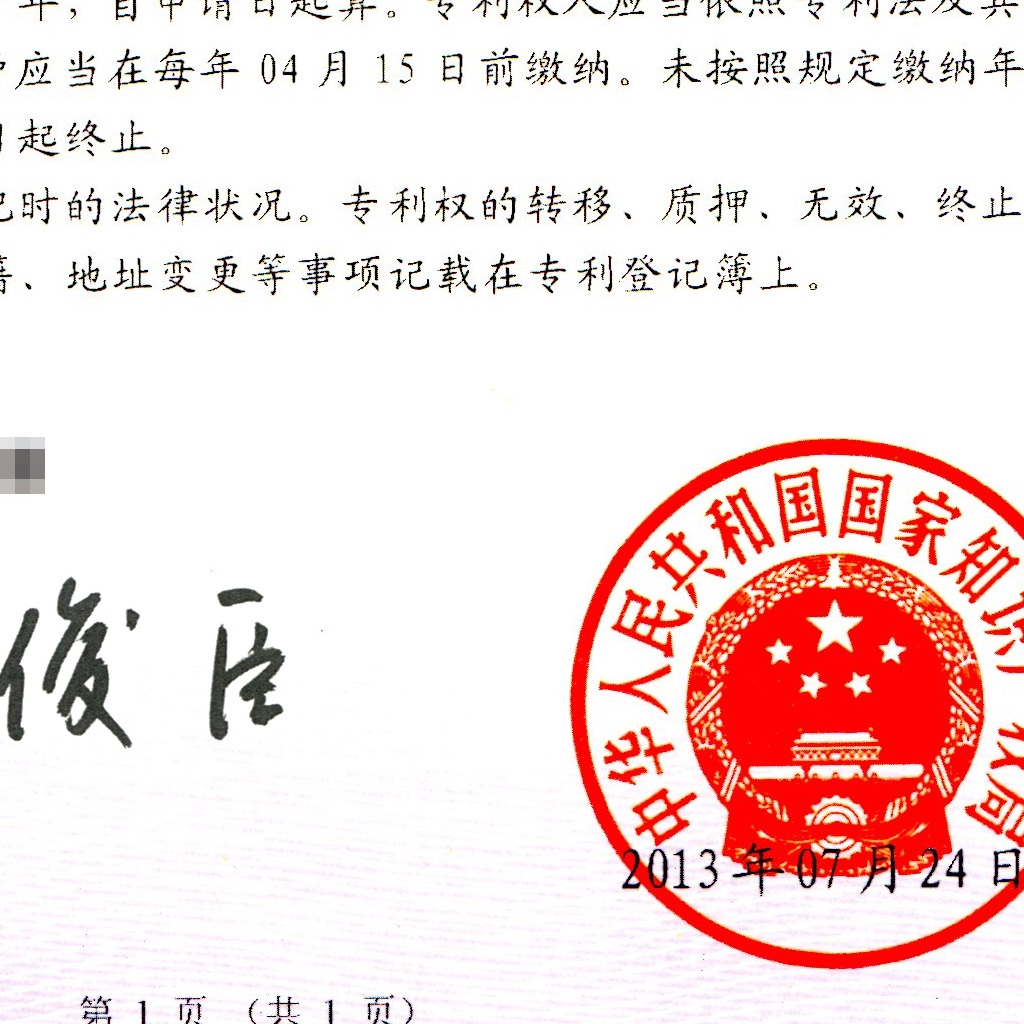 年，自申请日起算。专利权人应当依照专利法及其
应当在每年 04 月 15 日前缴纳。未按照规定缴纳年
起终止。
时的法律状况。专利权的转移、质押、无效、终止
、地址变更等事项记载在专利登记簿上。
俊臣
中华人民共和国国家知识 权局
2013 年 07 月 24 日
第 1 页 （共 1 页）